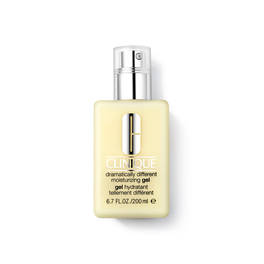 CLINIQUE
dramatically different
moisturizing gel
gel hydratant
tellement différent
6.7 FL.OZ./200 ml ℮